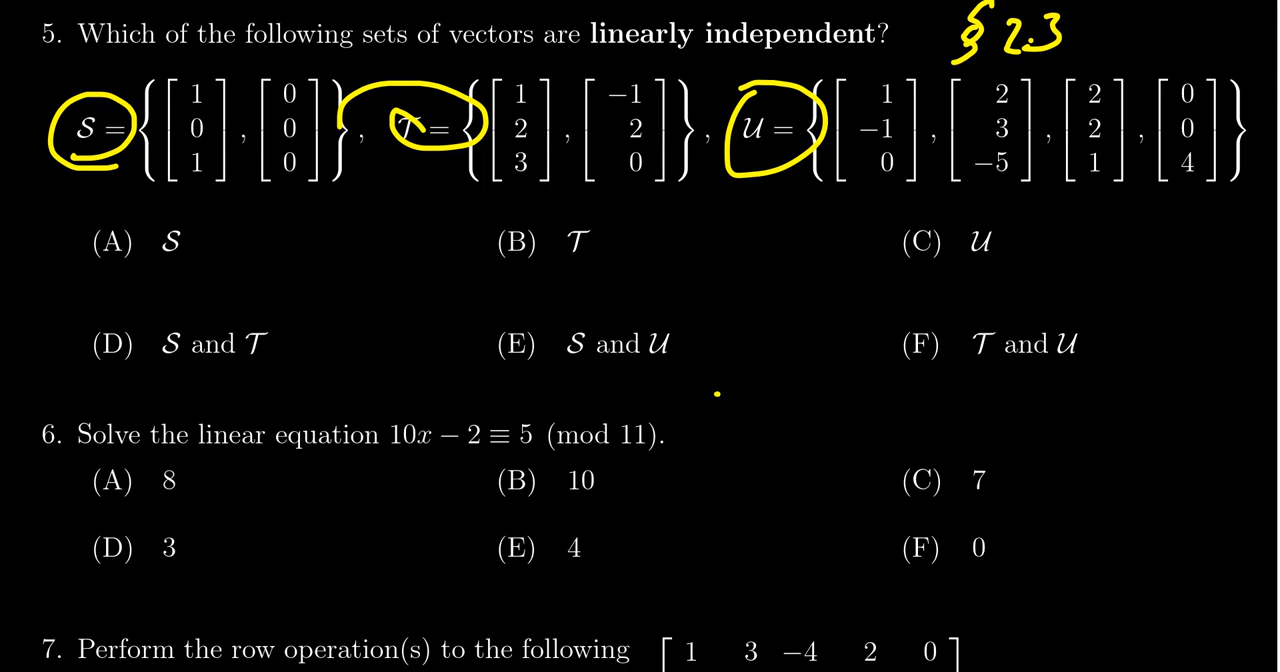 5. Which of the following sets of vectors are linearly independent? § 2.3
S = { [1 0 1], [0 0 0] }, T = { [1 2 3], [−1 2 0] }, U = { [1 −1 0], [2 3 −5], [2 2 1], [0 0 4] }
(A) S (B) T (C) U
(D) S and T (E) S and U (F) T and U
6. Solve the linear equation 10x − 2 ≡ 5 (mod 11).
(A) 8 (B) 10 (C) 7
(D) 3 (E) 4 (F) 0
7. Perform the row operation(s) to the following [ 1 3 −4 2 0 ]